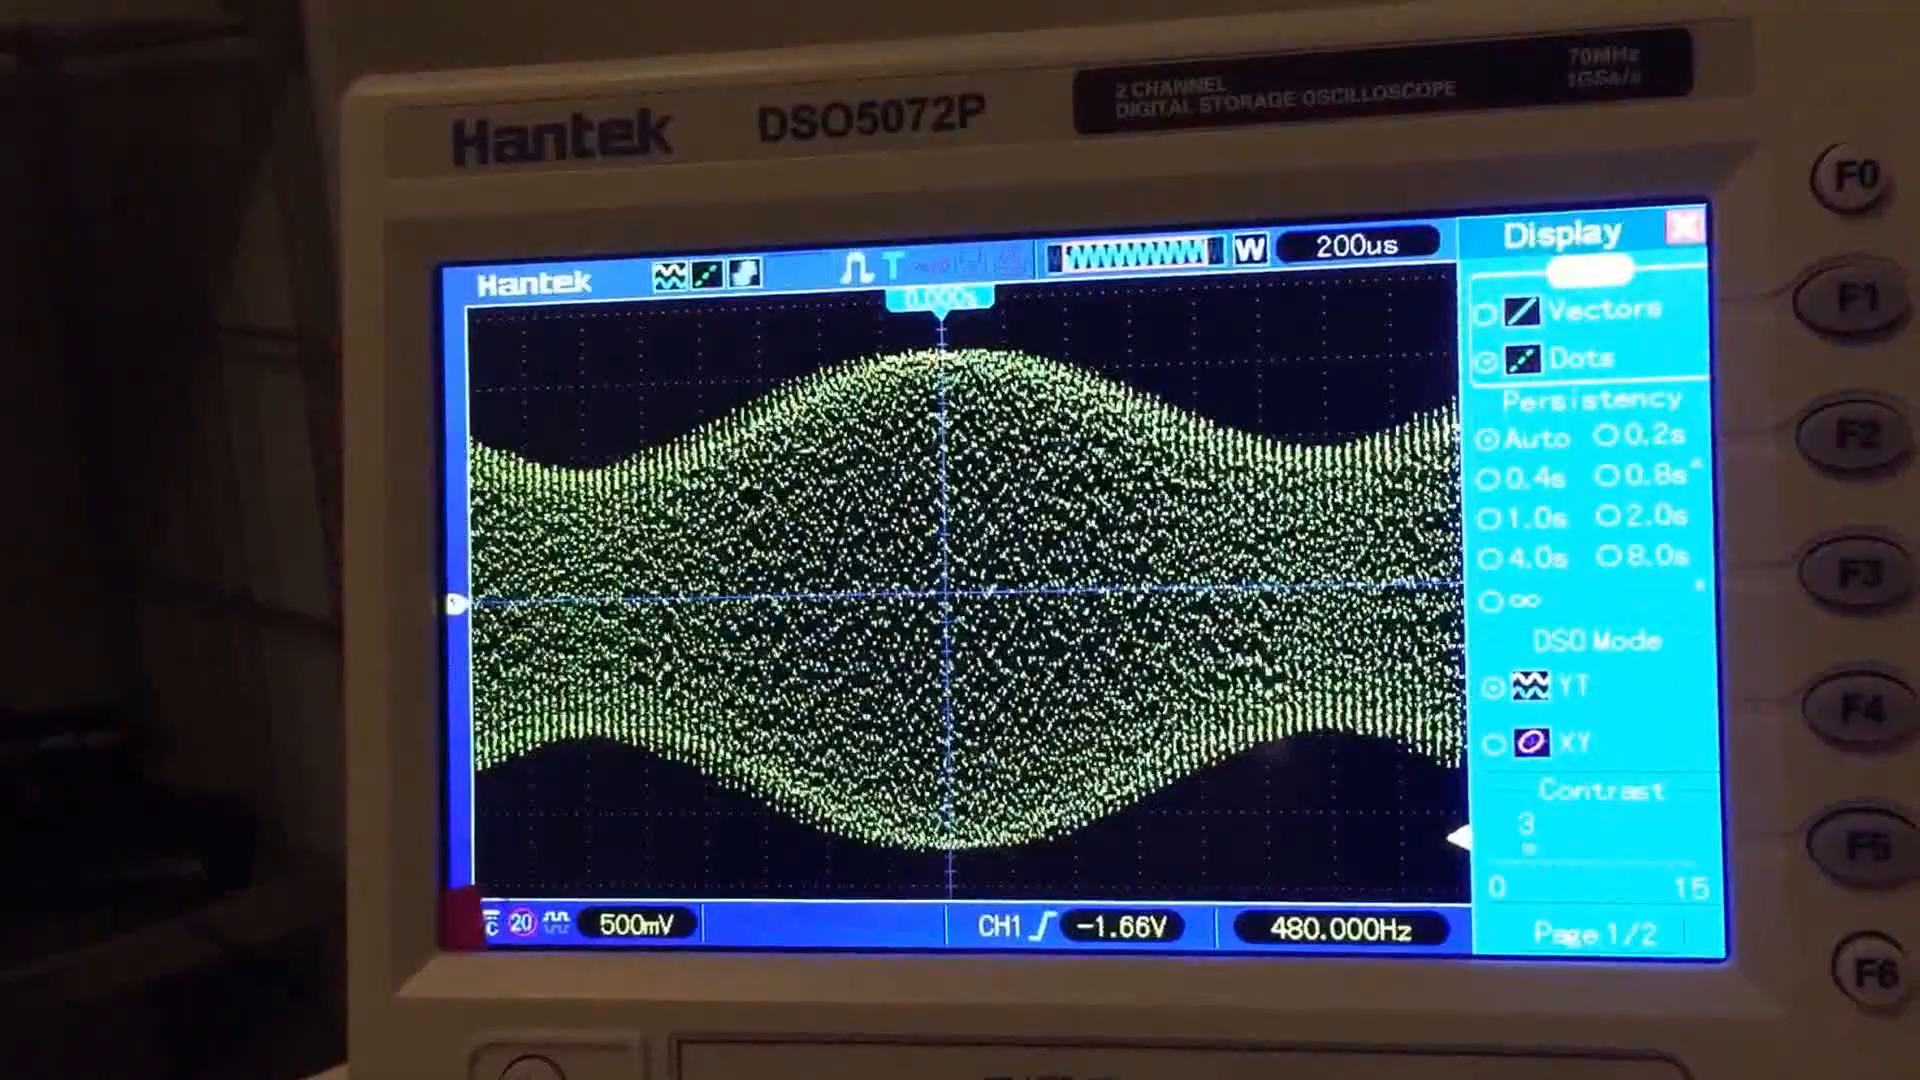 Hantek DSO5072P
2 CHANNEL
DIGITAL STORAGE OSCILLOSCOPE
70MHz
1GSa/s
Hantek
T
W
200us
0.000s
Display
Vectors
Dots
Persistency
Auto 0.2s
0.4s 0.8s
1.0s 2.0s
4.0s 8.0s
∞
DSO Mode
YT
XY
Contrast
3
0 15
Page 1/2
C 20 500mV
CH1 -1.66V
480.000Hz
F0
F1
F2
F3
F4
F5
F6